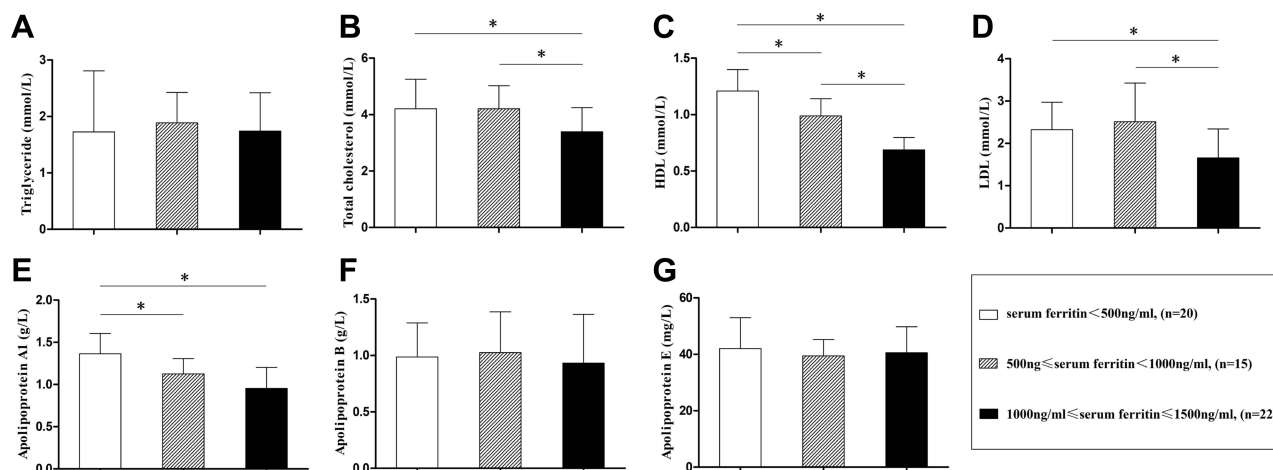 A
Triglyceride (mmol/L)
3
2
1
0
B
Total cholesterol (mmol/L)
6
4
2
0
*
*
C
HDL (mmol/L)
1.5
1.0
0.5
0.0
*
*
*
D
LDL (mmol/L)
4
3
2
1
0
*
*
E
Apolipoprotein A1 (g/L)
2.0
1.5
1.0
0.5
0.0
*
*
F
Apolipoprotein B (g/L)
1.5
1.0
0.5
0.0
G
Apolipoprotein E (mg/L)
60
40
20
0
serum ferritin<500ng/ml, (n=20)
500ng≤serum ferritin<1000ng/ml, (n=15)
1000ng/ml≤serum ferritin≤1500ng/ml, (n=22